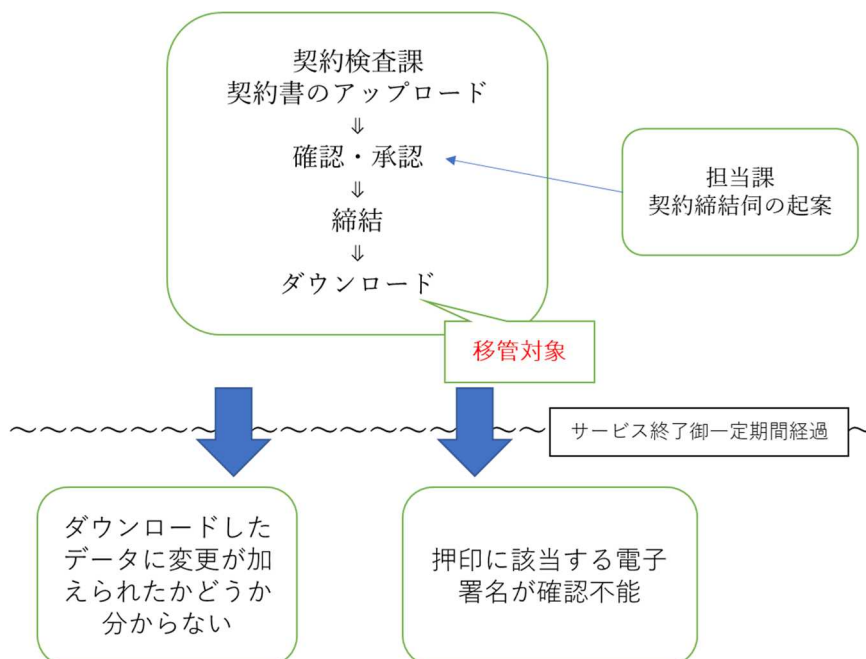 契約検査課
契約書のアップロード
⇓
確認・承認
⇓
締結
⇓
ダウンロード
担当課
契約締結伺の起案
移管対象
サービス終了御一定期間経過
ダウンロードした
データに変更が加
えられたかどうか
分からない
押印に該当する電子
署名が確認不能